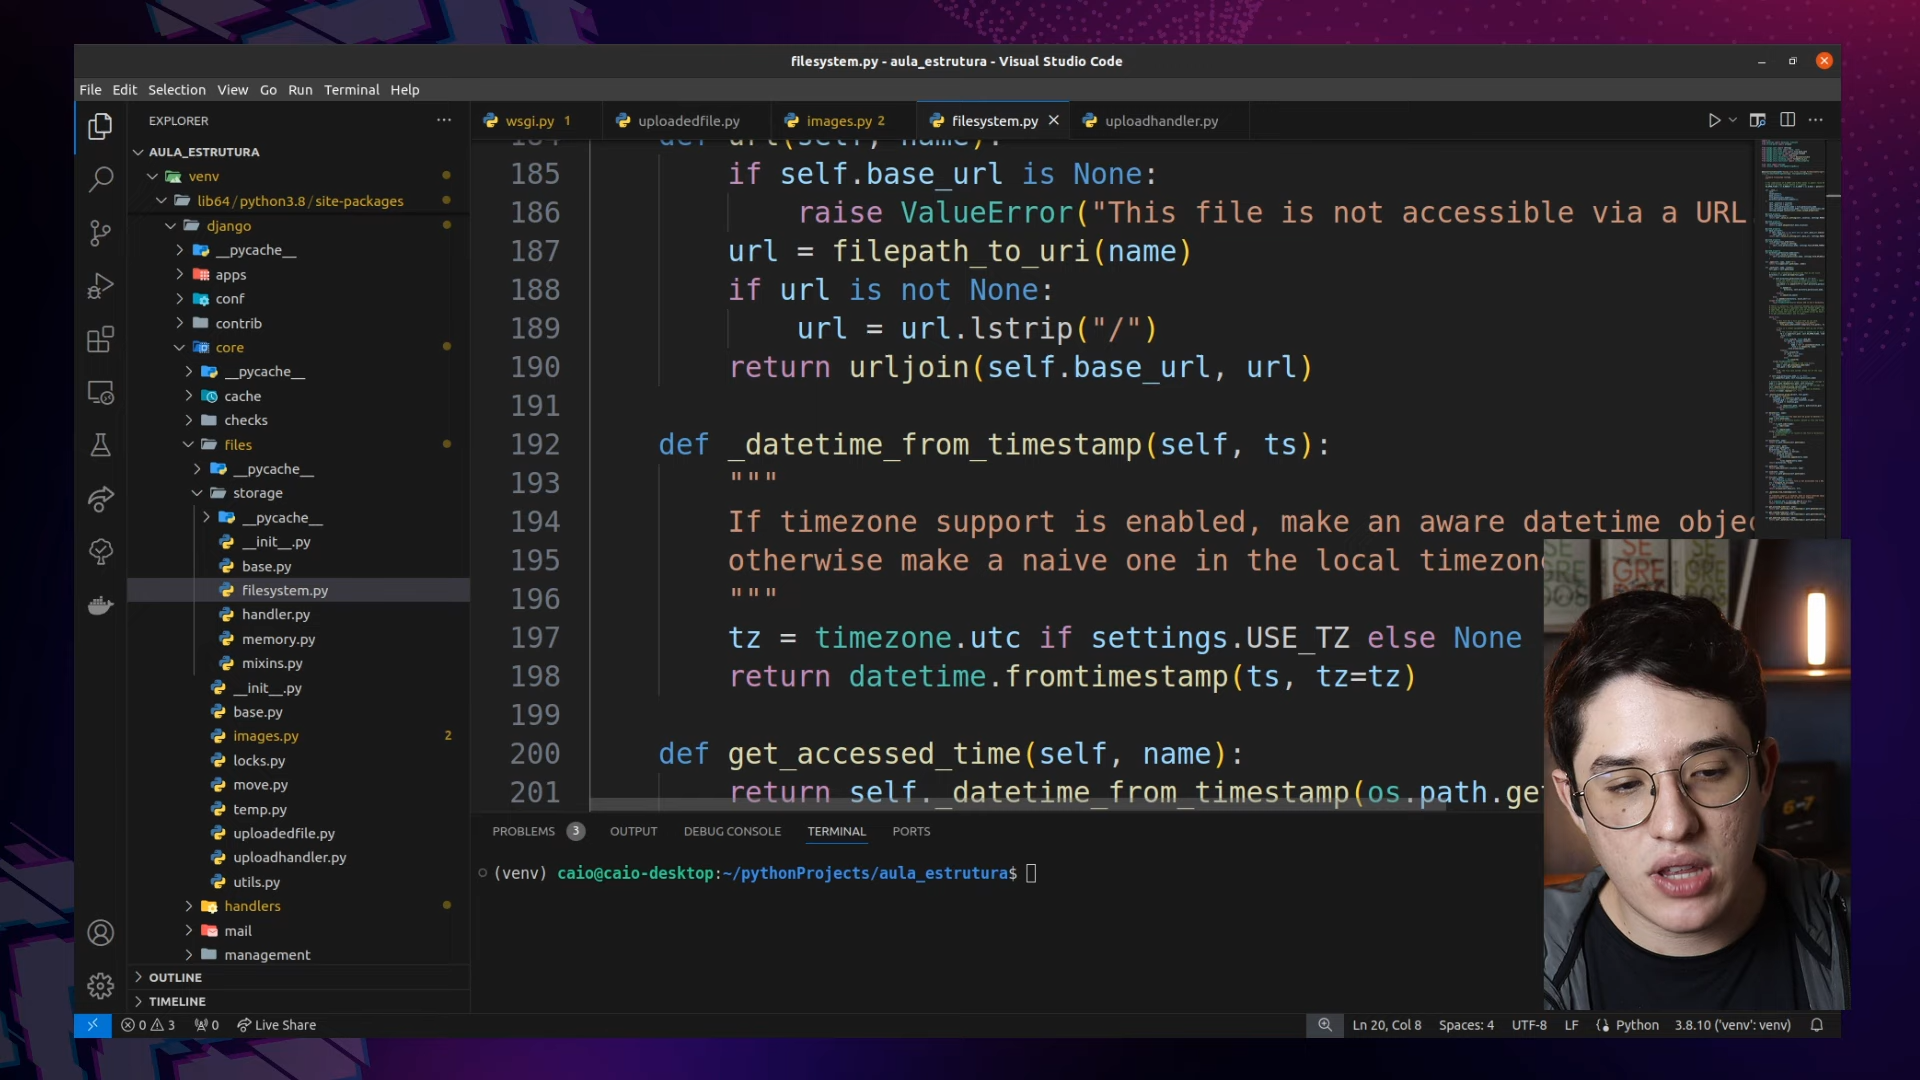 filesystem.py - aula_estrutura - Visual Studio Code
File Edit Selection View Go Run Terminal Help
EXPLORER
AULA_ESTRUTURA
venv
lib64 / python3.8 / site-packages
django
__pycache__
apps
conf
contrib
core
__pycache__
cache
checks
files
__pycache__
storage
__pycache__
__init__.py
base.py
filesystem.py
handler.py
memory.py
mixins.py
__init__.py
base.py
images.py 2
locks.py
move.py
temp.py
uploadedfile.py
uploadhandler.py
utils.py
handlers
mail
management
OUTLINE
TIMELINE
wsgi.py 1 uploadedfile.py images.py 2 filesystem.py uploadhandler.py
185 if self.base_url is None:
186 raise ValueError("This file is not accessible via a URL
187 url = filepath_to_uri(name)
188 if url is not None:
189 url = url.lstrip("/")
190 return urljoin(self.base_url, url)
191
192 def _datetime_from_timestamp(self, ts):
193 """
194 If timezone support is enabled, make an aware datetime
195 otherwise make a naive one in the local
196 """
197 tz = timezone.utc if settings.USE_TZ else None
198 return datetime.fromtimestamp(ts, tz=tz)
199
200 def get_accessed_time(self, name):
201 return self._datetime_from_timestamp(os.path.get
PROBLEMS 3 OUTPUT DEBUG CONSOLE TERMINAL PORTS
(venv) caio@caio-desktop:~/pythonProjects/aula_estrutura$
SE
GRE
0 3 0 Live Share Ln 20, Col 8 Spaces: 4 UTF-8 LF Python 3.8.10 ('venv': venv)